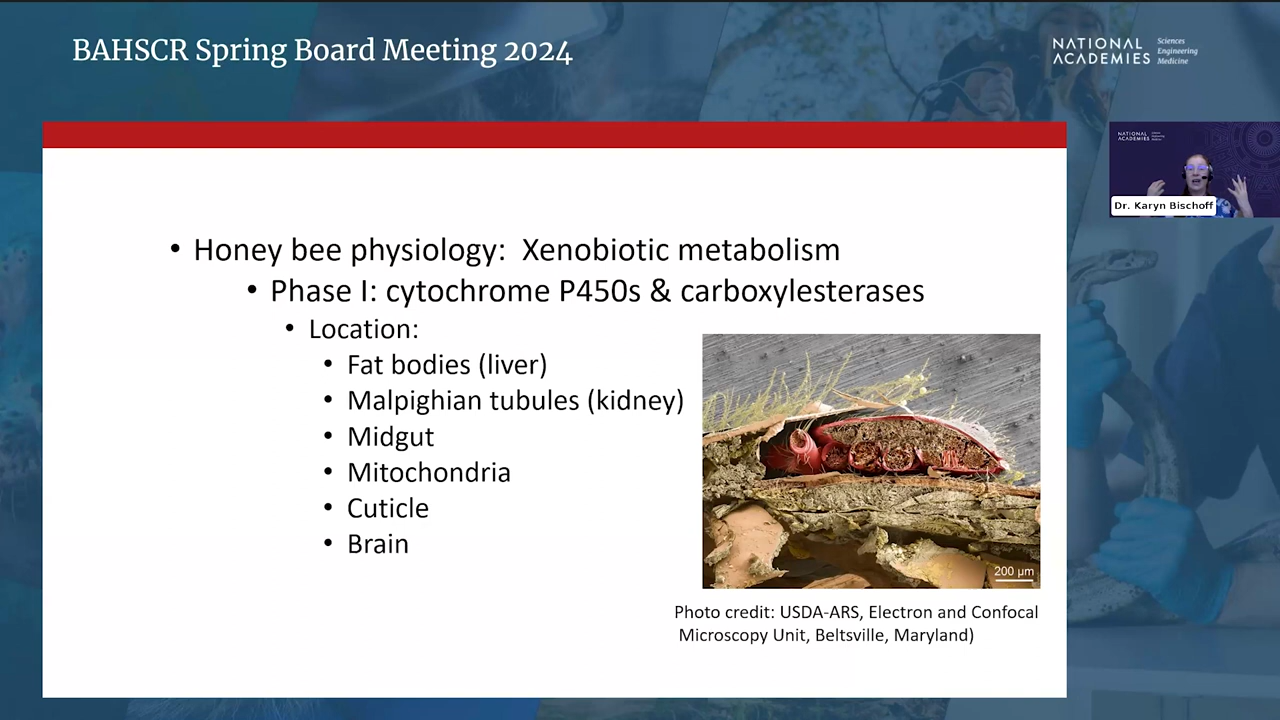 BAHSCR Spring Board Meeting 2024
NATIONAL ACADEMIES
Sciences
Engineering
Medicine
NATIONAL
ACADEMIES
Dr. Karyn Bischoff
• Honey bee physiology: Xenobiotic metabolism
• Phase I: cytochrome P450s & carboxylesterases
• Location:
• Fat bodies (liver)
• Malpighian tubules (kidney)
• Midgut
• Mitochondria
• Cuticle
• Brain
200 µm
Photo credit: USDA-ARS, Electron and Confocal
Microscopy Unit, Beltsville, Maryland)